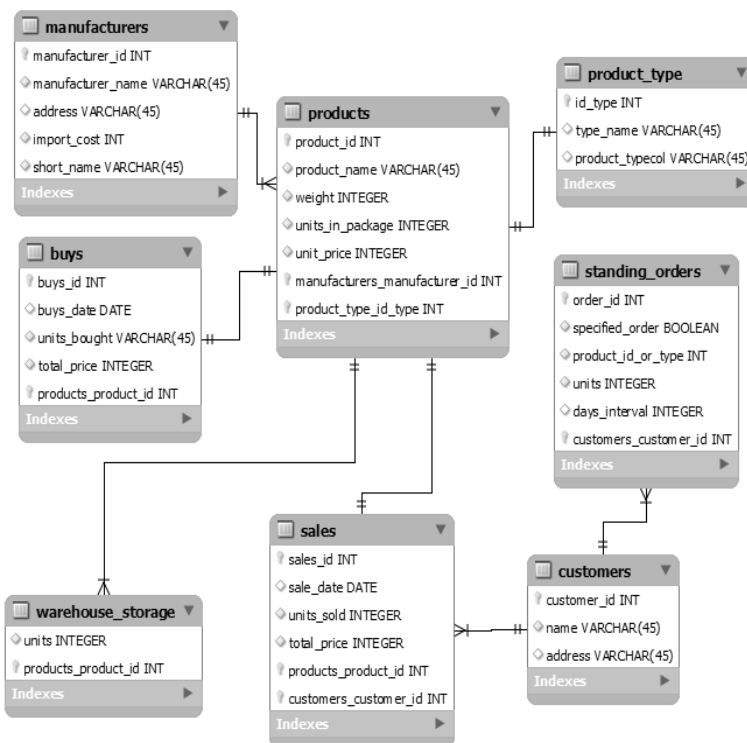 manufacturers
manufacturer_id INT
manufacturer_name VARCHAR(45)
address VARCHAR(45)
import_cost INT
short_name VARCHAR(45)
Indexes
products
product_id INT
product_name VARCHAR(45)
weight INTEGER
units_in_package INTEGER
unit_price INTEGER
manufacturers_manufacturer_id INT
product_type_id_type INT
Indexes
product_type
id_type INT
type_name VARCHAR(45)
product_typecol VARCHAR(45)
Indexes
buys
buys_id INT
buys_date DATE
units_bought VARCHAR(45)
total_price INTEGER
products_product_id INT
Indexes
standing_orders
order_id INT
specified_order BOOLEAN
product_id_or_type INT
units INTEGER
days_interval INTEGER
customers_customer_id INT
Indexes
warehouse_storage
units INTEGER
products_product_id INT
Indexes
sales
sales_id INT
sale_date DATE
units_sold INTEGER
total_price INTEGER
products_product_id INT
customers_customer_id INT
Indexes
customers
customer_id INT
name VARCHAR(45)
address VARCHAR(45)
Indexes